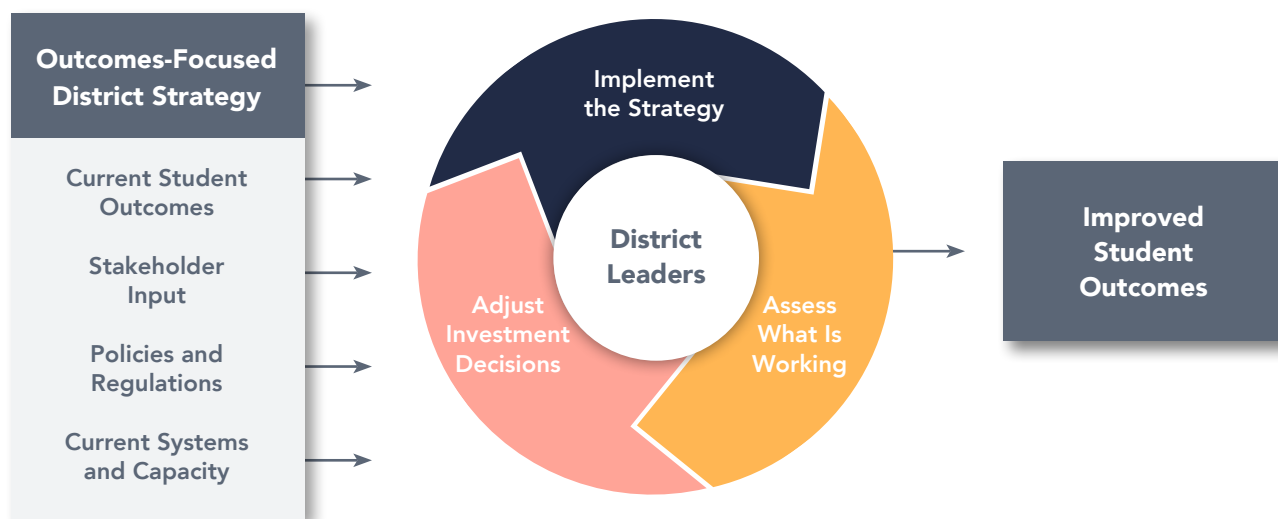 Outcomes-Focused
District Strategy
Current Student
Outcomes
Stakeholder
Input
Policies and
Regulations
Current Systems
and Capacity
Implement
the Strategy
District
Leaders
Adjust
Investment
Decisions
Assess
What Is
Working
Improved
Student
Outcomes